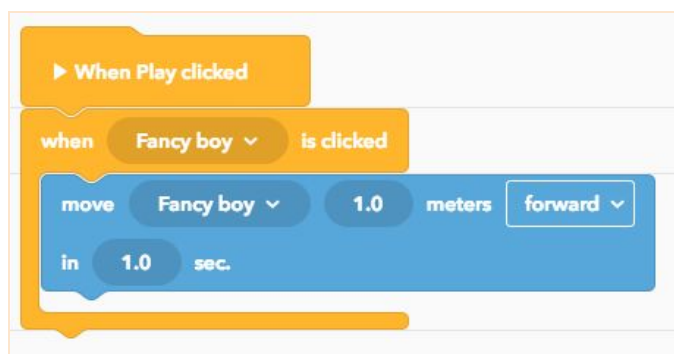 When Play clicked
when Fancy boy is clicked
move Fancy boy 1.0 meters forward
in 1.0 sec.